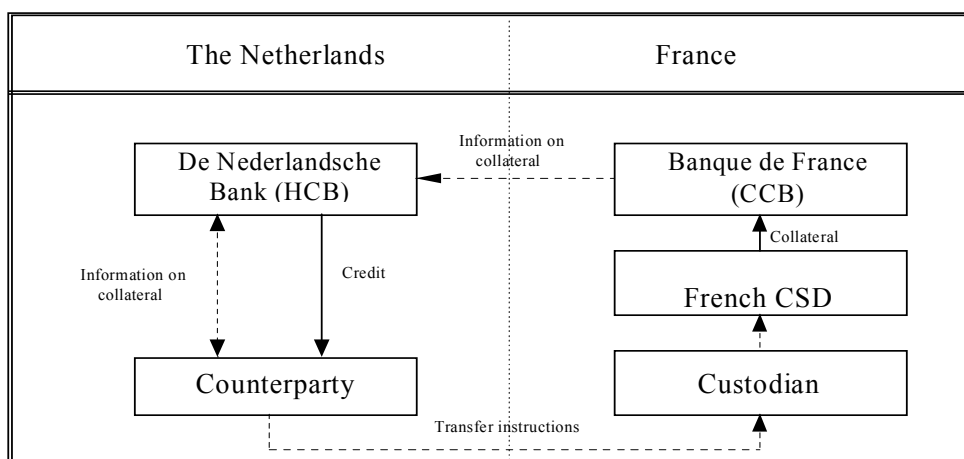 The Netherlands
France
Information on
collateral
De Nederlandsche
Bank (HCB)
Banque de France
(CCB)
Collateral
Information on
collateral
Credit
French CSD
Counterparty
Custodian
Transfer instructions